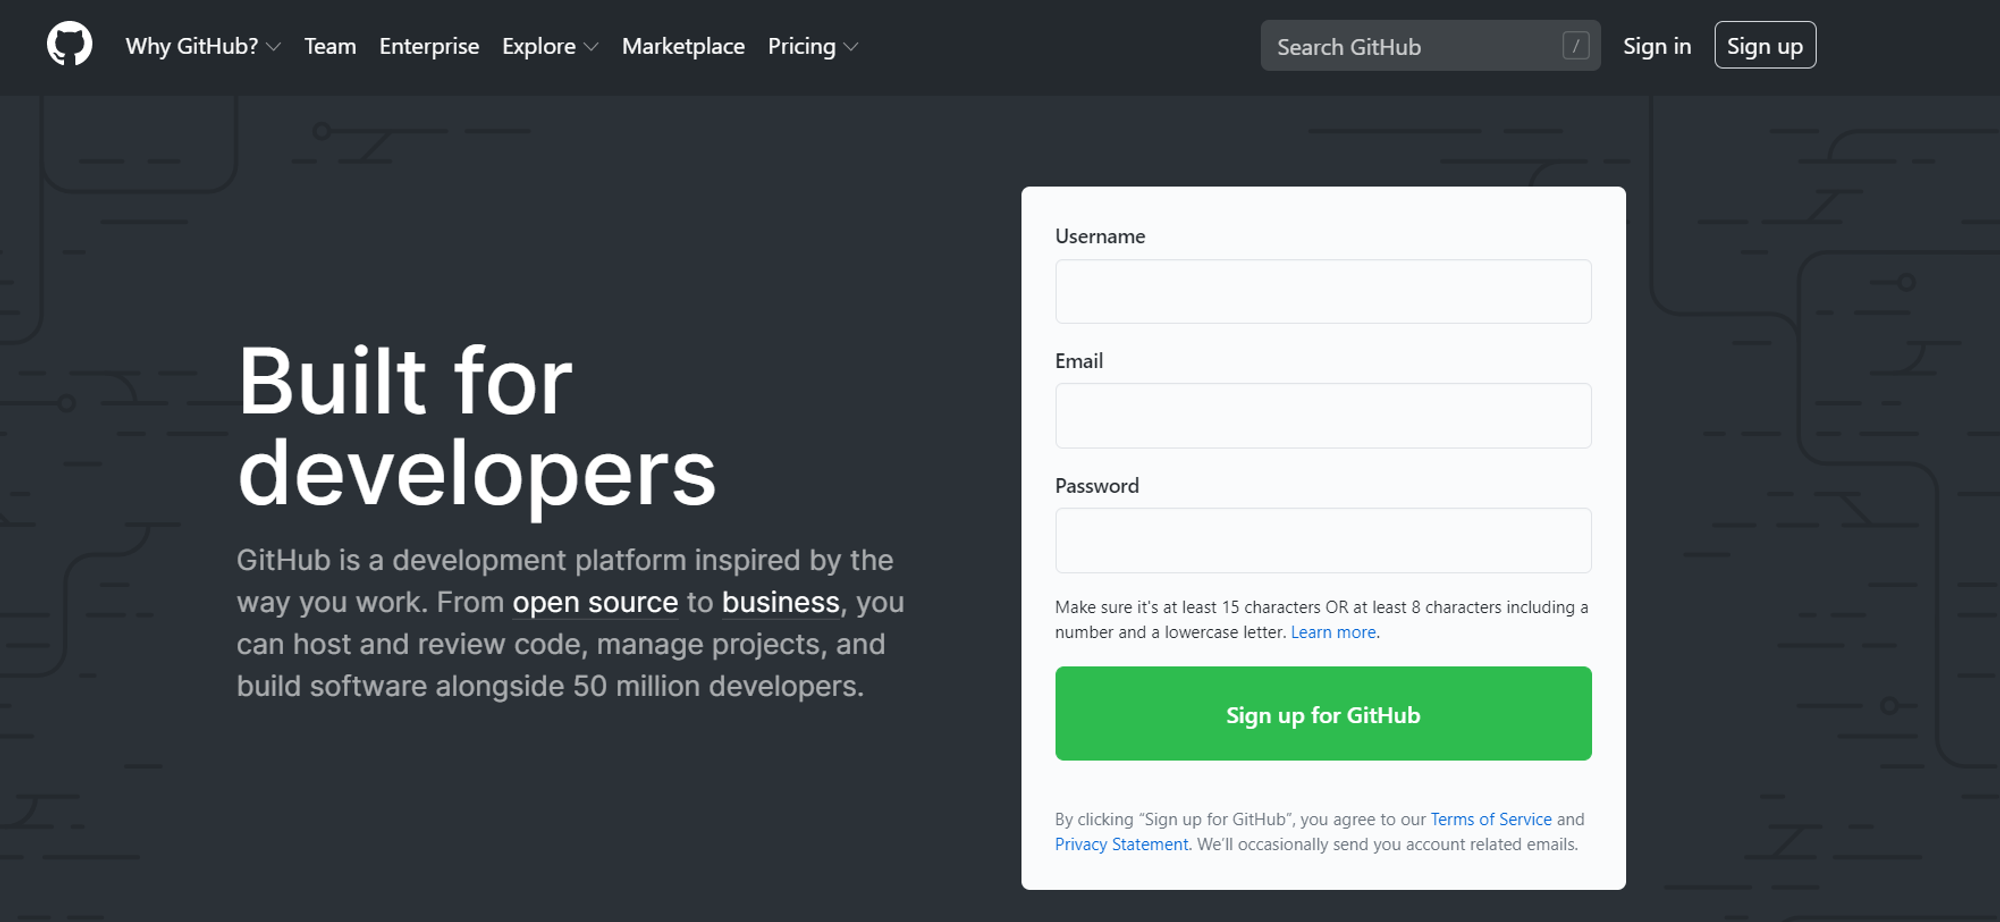 Why GitHub? Team Enterprise Explore Marketplace Pricing Search GitHub / Sign in Sign up
Built for
developers
GitHub is a development platform inspired by the
way you work. From open source to business, you
can host and review code, manage projects, and
build software alongside 50 million developers.
Username
Email
Password
Make sure it's at least 15 characters OR at least 8 characters including a
number and a lowercase letter. Learn more.
Sign up for GitHub
By clicking “Sign up for GitHub”, you agree to our Terms of Service and
Privacy Statement. We’ll occasionally send you account related emails.